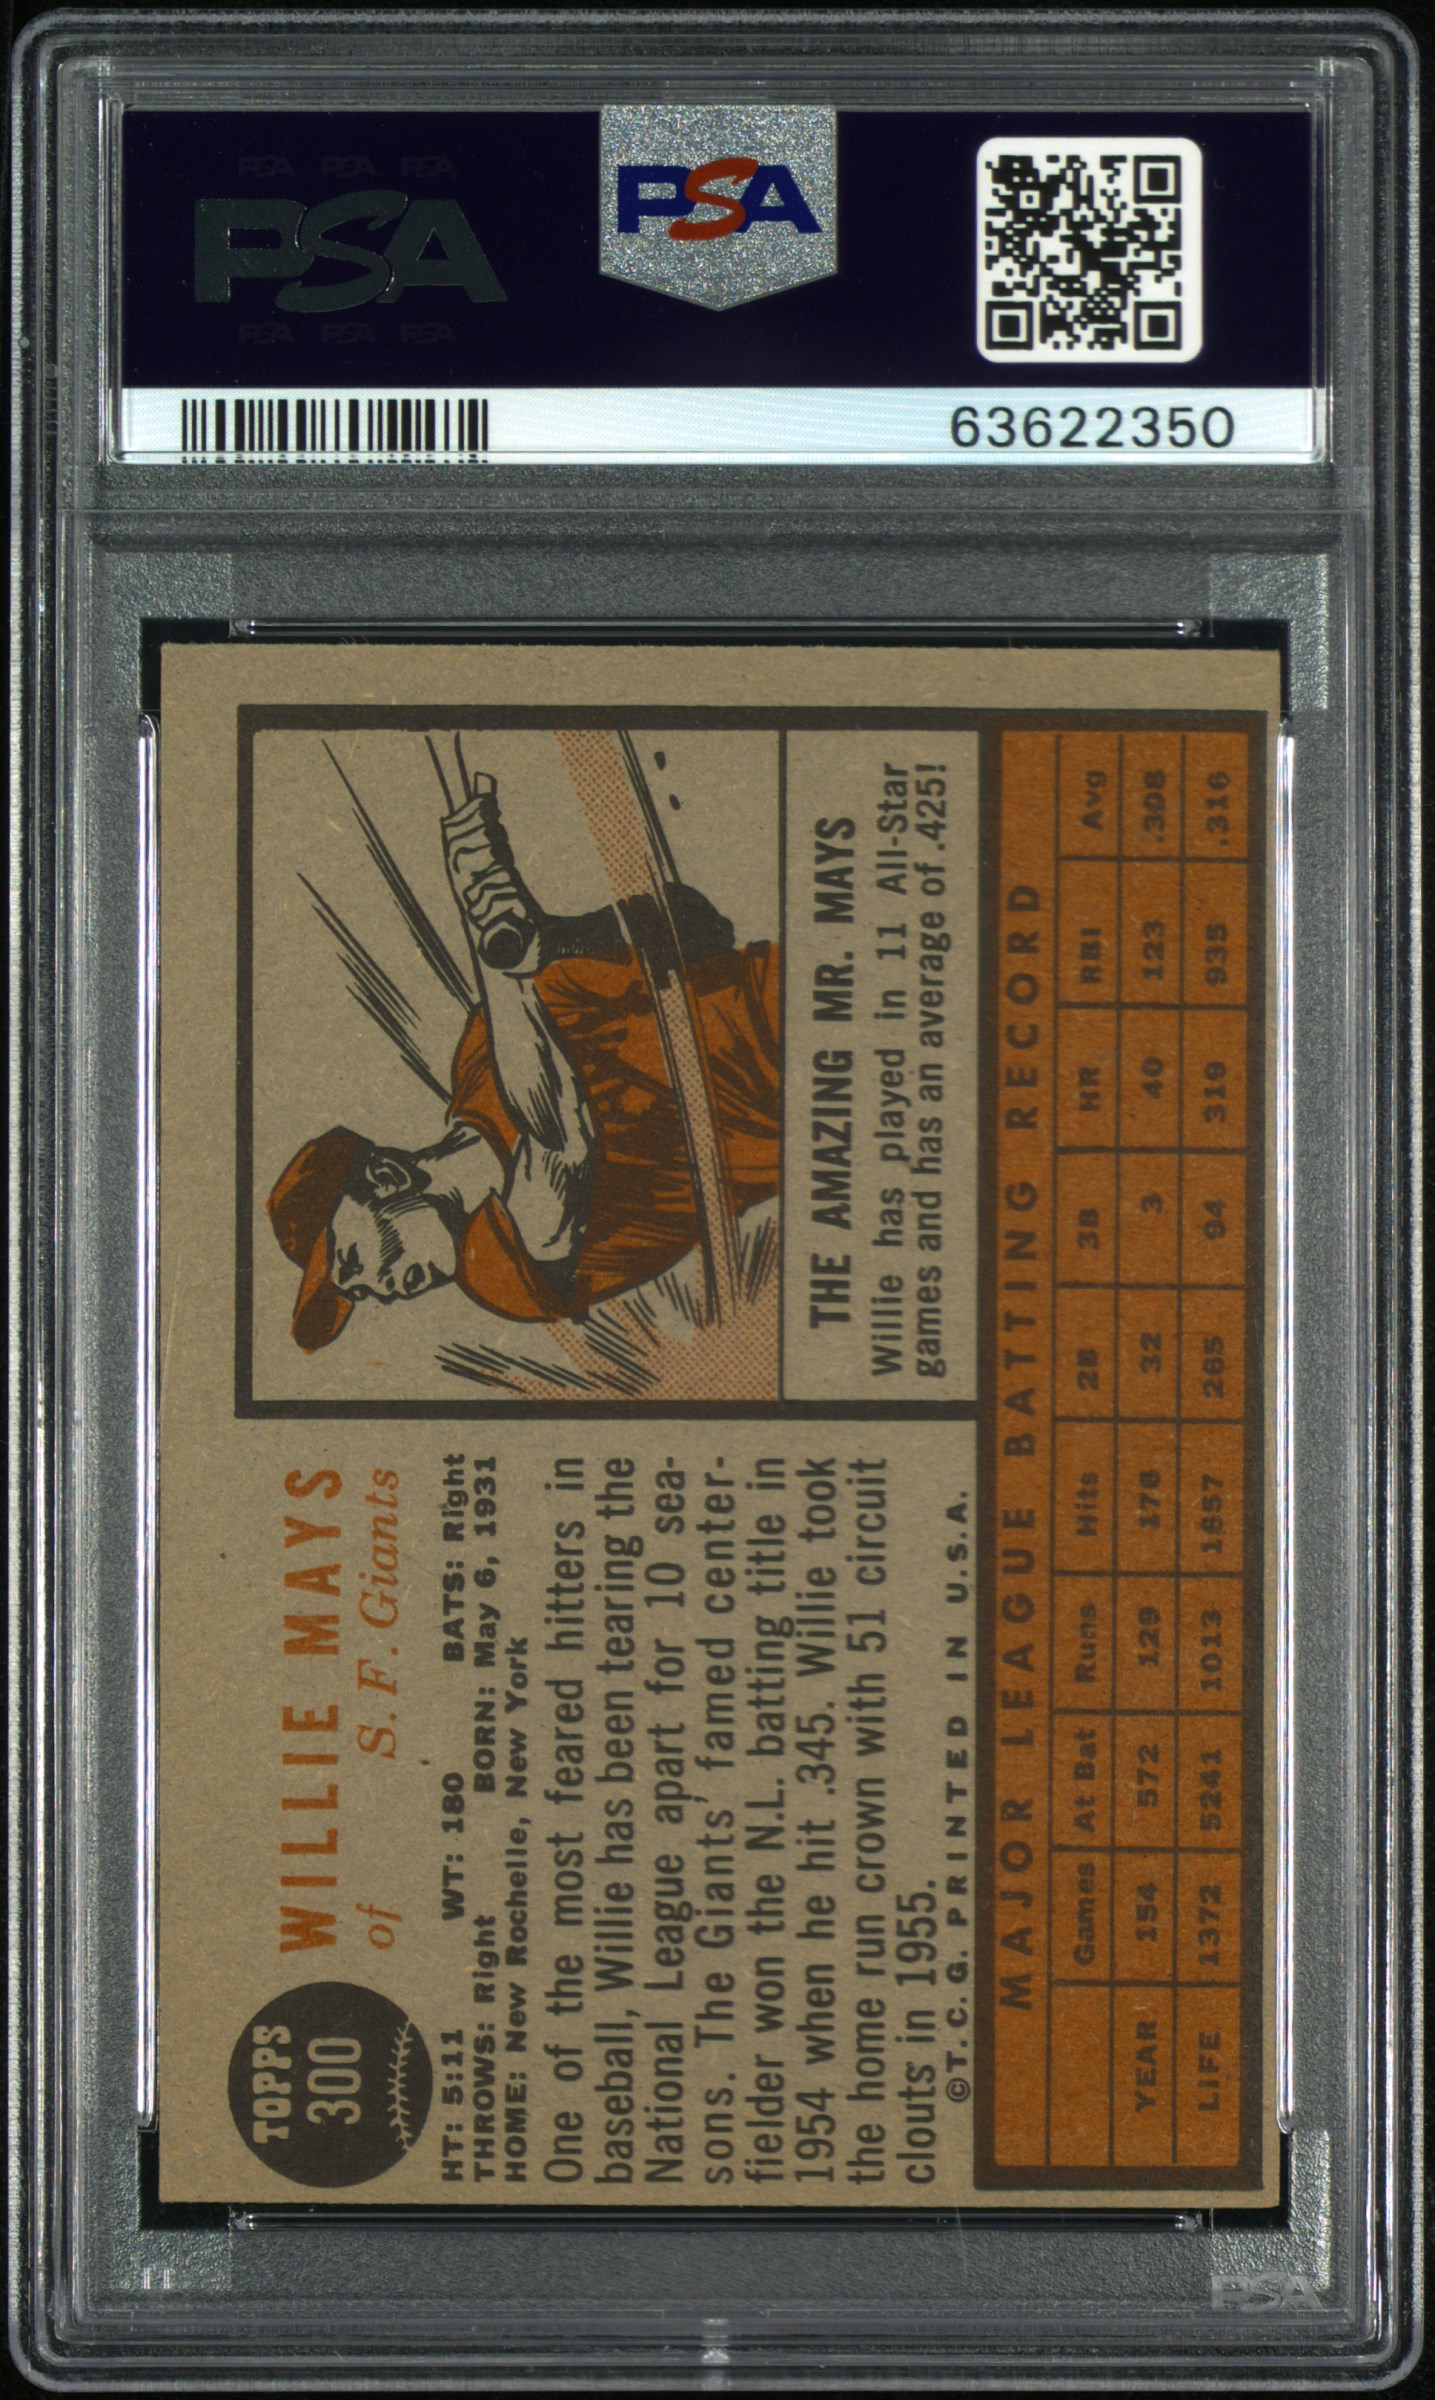 PSA PSA PSA
PSA
PSA PSA PSA
PSA
63622350
TOPPS
300
WILLIE MAYS
of S. F. Giants
HT: 5:11 WT: 180 BATS: Right
THROWS: Right BORN: May 6, 1931
HOME: New Rochelle, New York
One of the most feared hitters in
baseball, Willie has been tearing the
National League apart for 10 sea-
sons. The Giants' famed center-
fielder won the N.L. batting title in
1954 when he hit .345. Willie took
the home run crown with 51 circuit
clouts in 1955.
©T. C. G. PRINTED IN U.S.A.
THE AMAZING MR. MAYS
Willie has played in 11 All-Star
games and has an average of .425!
MAJOR LEAGUE BATTING RECORD
Games At Bat Runs Hits 2B 3B HR RBI Avg
YEAR 154 572 129 176 32 3 40 123 .308
LIFE 1372 5241 1013 1657 265 94 319 935 .316
PSA